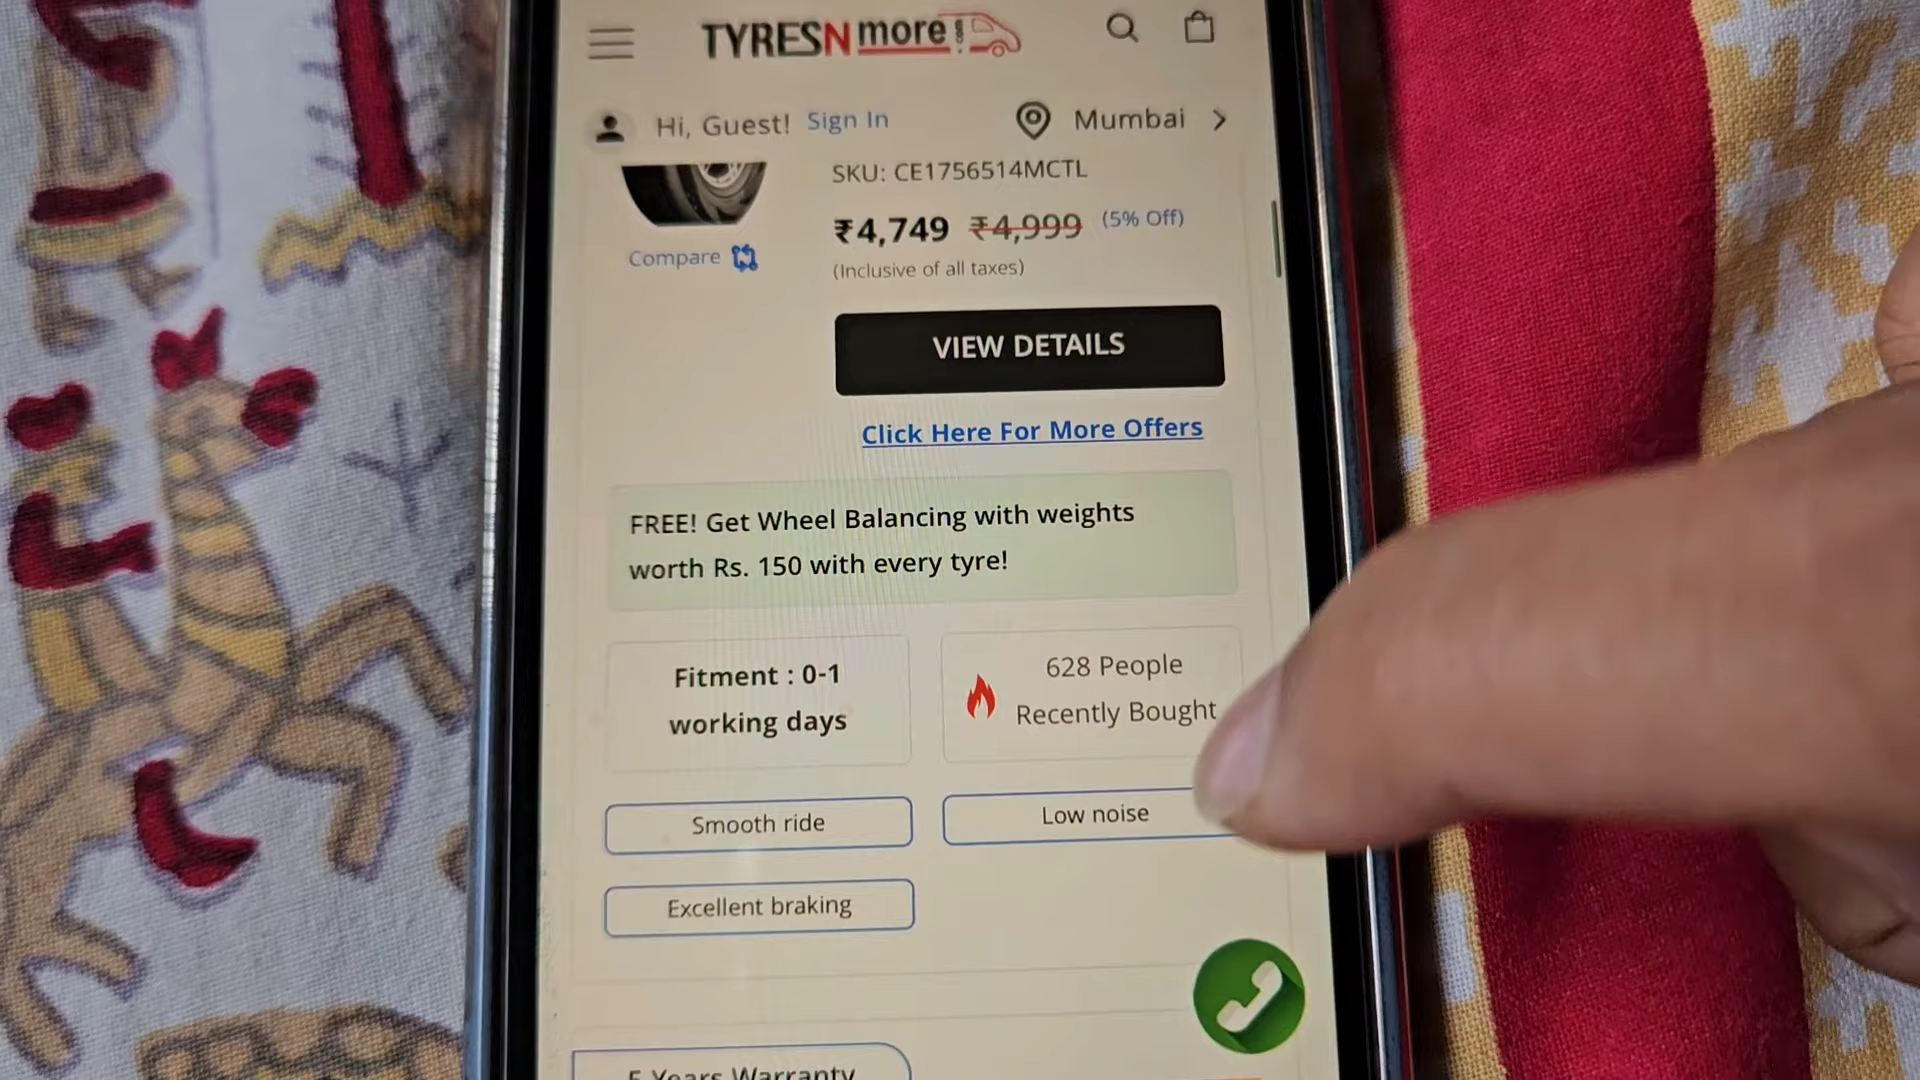 TYRESNmore!
Hi, Guest! Sign In
Mumbai
SKU: CE1756514MCTL
₹4,749 ₹4,999 (5% Off)
(Inclusive of all taxes)
Compare
VIEW DETAILS
Click Here For More Offers
FREE! Get Wheel Balancing with weights
worth Rs. 150 with every tyre!
Fitment : 0-1
working days
628 People
Recently Bought
Smooth ride
Low noise
Excellent braking
5 Years Warranty